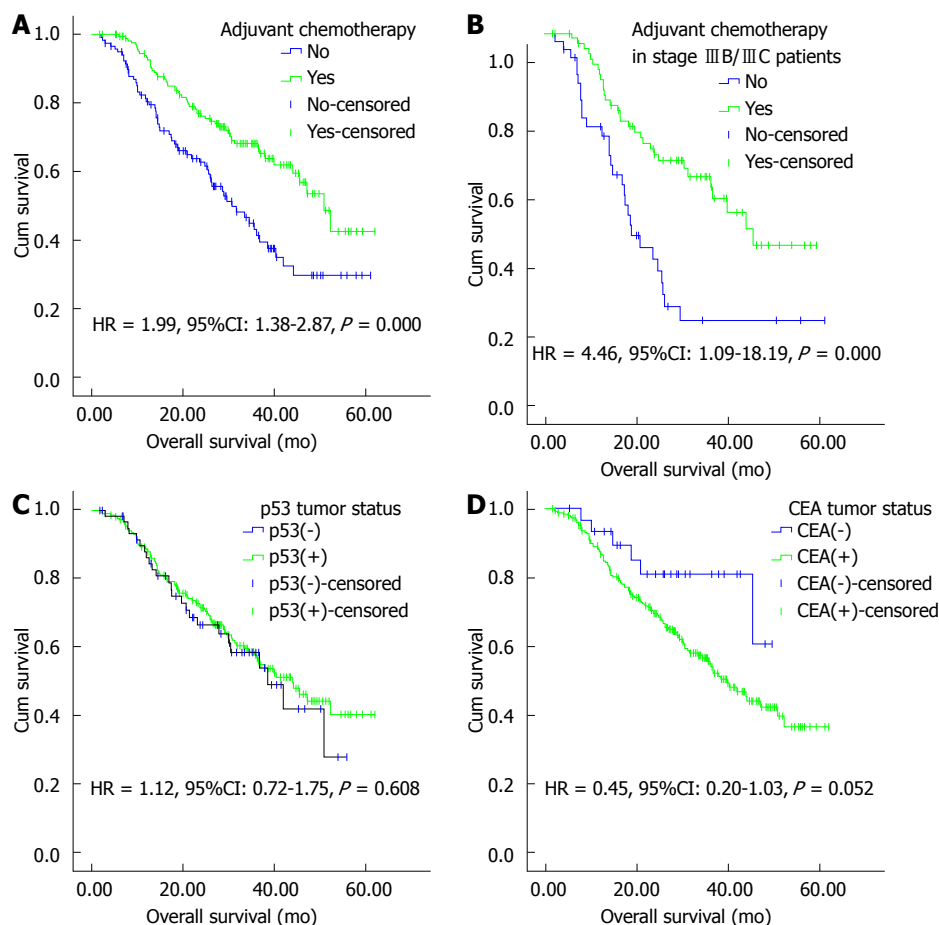 A
Adjuvant chemotherapy
No
Yes
No-censored
Yes-censored
Cum survival
1.0
0.8
0.6
0.4
0.2
0.0
HR = 1.99, 95%CI: 1.38-2.87, P = 0.000
0.00 20.00 40.00 60.00
Overall survival (mo)
B
Adjuvant chemotherapy
in stage ⅢB/ⅢC patients
No
Yes
No-censored
Yes-censored
Cum survival
1.0
0.8
0.6
0.4
0.2
0.0
HR = 4.46, 95%CI: 1.09-18.19, P = 0.000
0.00 20.00 40.00 60.00
Overall survival (mo)
C
p53 tumor status
p53(-)
p53(+)
p53(-)-censored
p53(+)-censored
Cum survival
1.0
0.8
0.6
0.4
0.2
0.0
HR = 1.12, 95%CI: 0.72-1.75, P = 0.608
0.00 20.00 40.00 60.00
Overall survival (mo)
D
CEA tumor status
CEA(-)
CEA(+)
CEA(-)-censored
CEA(+)-censored
Cum survival
1.0
0.8
0.6
0.4
0.2
0.0
HR = 0.45, 95%CI: 0.20-1.03, P = 0.052
0.00 20.00 40.00 60.00
Overall survival (mo)